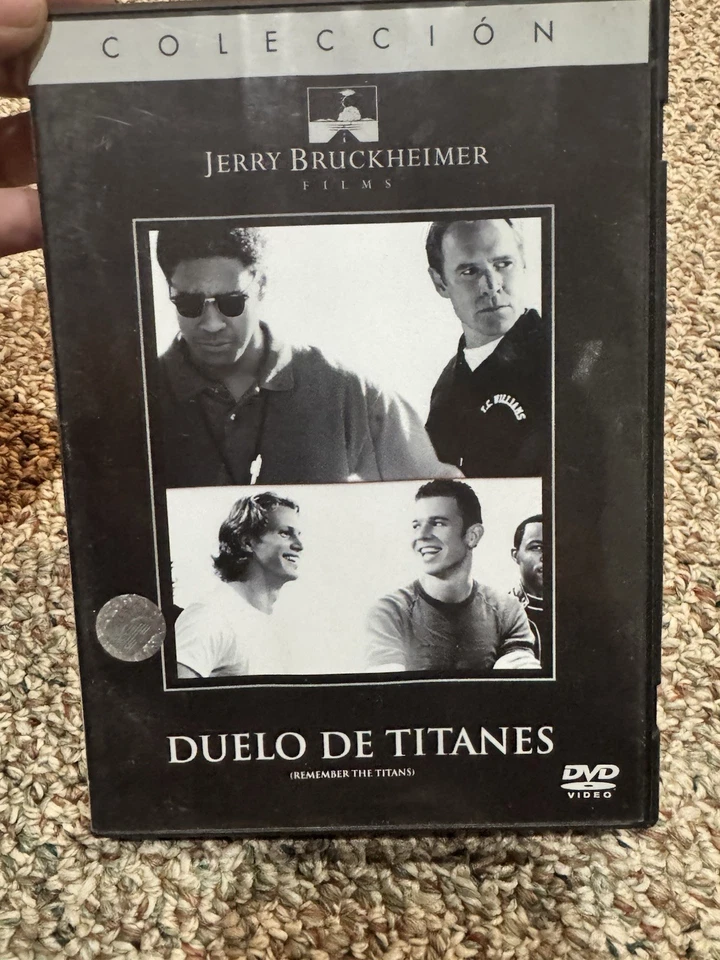 COLECCIÓN
JERRY BRUCKHEIMER
FILMS
T.C. WILLIAMS
DUELO DE TITANES
(REMEMBER THE TITANS)
DVD
VIDEO